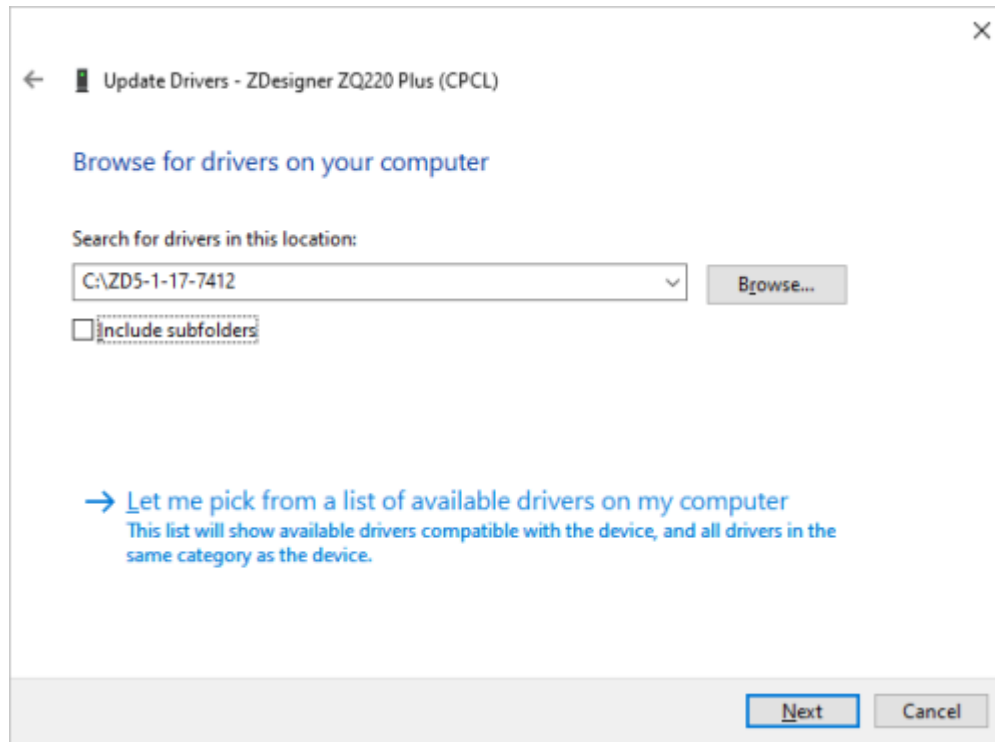 Update Drivers - ZDesigner ZQ220 Plus (CPCL)
Browse for drivers on your computer
Search for drivers in this location:
C:\ZD5-1-17-7412
Browse...
Include subfolders
Let me pick from a list of available drivers on my computer
This list will show available drivers compatible with the device, and all drivers in the
same category as the device.
Next
Cancel